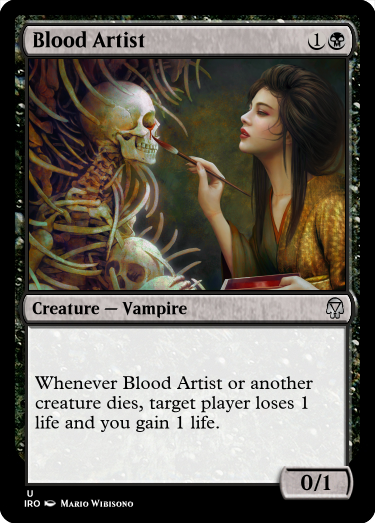 Blood Artist 1
Creature — Vampire
Whenever Blood Artist or another
creature dies, target player loses 1
life and you gain 1 life.
0/1
U
IRO Mario Wibisono